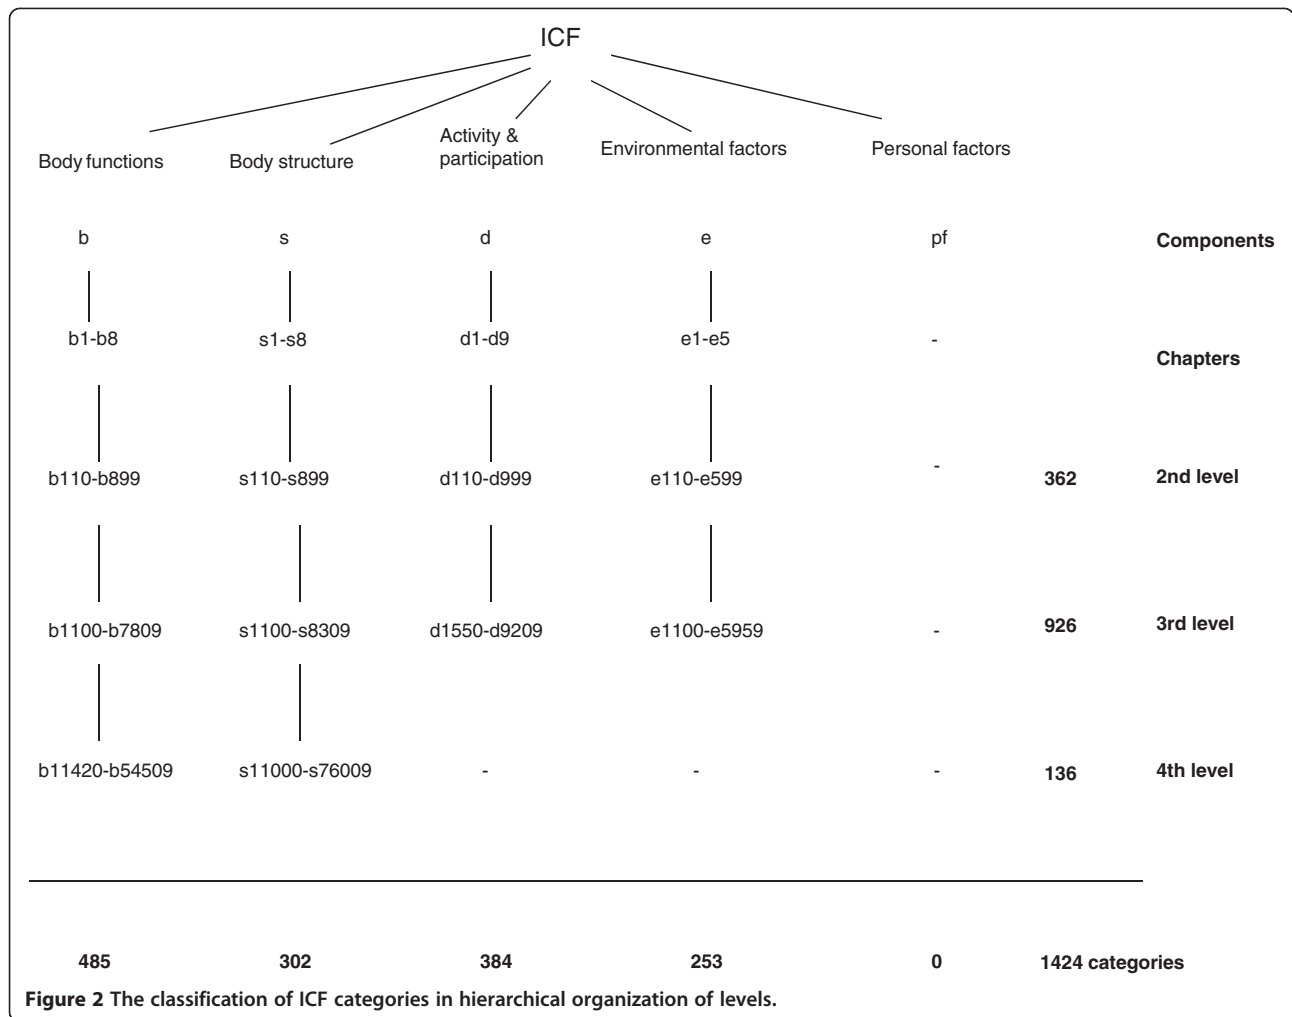 ICF
Body functions Body structure Activity & participation Environmental factors Personal factors
b s d e pf Components
b1-b8 s1-s8 d1-d9 e1-e5 - Chapters
b110-b899 s110-s899 d110-d999 e110-e599 - 362 2nd level
b1100-b7809 s1100-s8309 d1550-d9209 e1100-e5959 - 926 3rd level
b11420-b54509 s11000-s76009 - - - 136 4th level
485 302 384 253 0 1424 categories
Figure 2 The classification of ICF categories in hierarchical organization of levels.